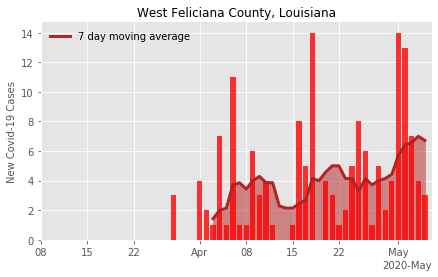 West Feliciana County, Louisiana
7 day moving average
New Covid-19 Cases
14
12
10
8
6
4
2
0
08 15 22 Apr 08 15 22 May
2020-May